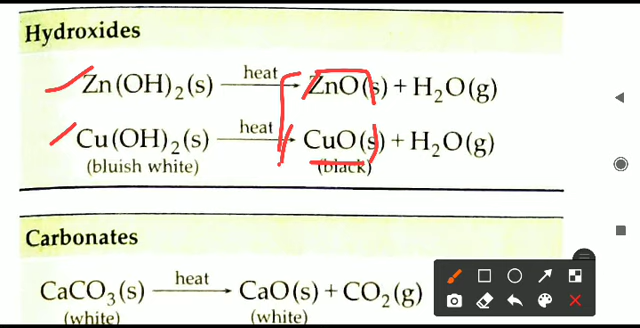 Hydroxides
Zn(OH)₂(s) heat→ ZnO(s) + H₂O(g)
Cu(OH)₂(s) heat→ CuO(s) + H₂O(g)
(bluish white) (black)
Carbonates
CaCO₃(s) heat→ CaO(s) + CO₂(g)
(white) (white)